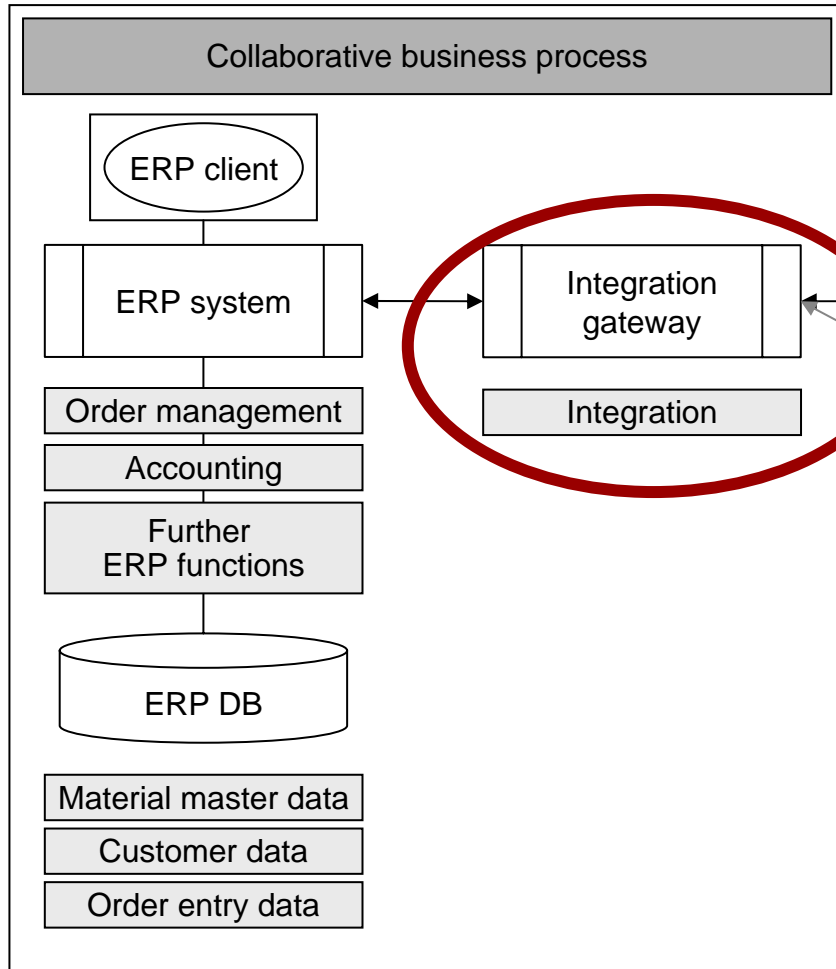 Collaborative business process
ERP client
ERP system
Integration
gateway
Order management
Integration
Accounting
Further
ERP functions
ERP DB
Material master data
Customer data
Order entry data